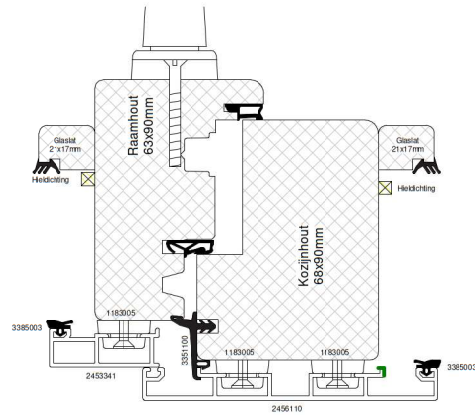 Raamhout
63x90mm
Glaslat
21x17mm
Hieldichting
Glaslat
21x17mm
Hieldichting
Kozijnhout
68x90mm
3385003
1183005
3351100
1183005
1183005
3385003
2453341
2456110